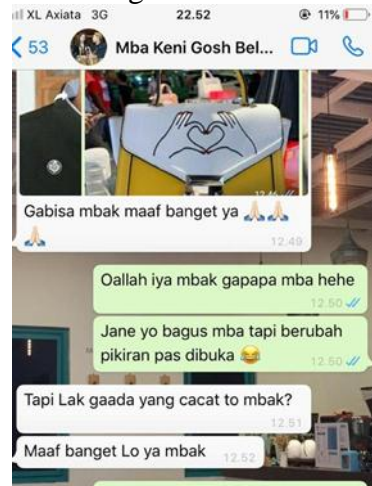 XL Axiata 3G 22.52 11%
53 Mba Keni Gosh Bel...
12.46
Gabisa mbak maaf banget ya 🙏🏻🙏🏻
🙏🏻
12.49
Oallah iya mbak gapapa mba hehe
12.50
Jane yo bagus mba tapi berubah
pikiran pas dibuka 😂
12.50
Tapi Lak gaada yang cacat to mbak?
12.51
Maaf banget Lo ya mbak 12.52